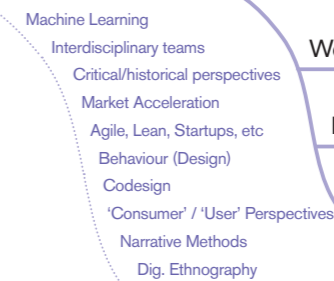 Machine Learning
Interdisciplinary teams
Critical/historical perspectives
Market Acceleration
Agile, Lean, Startups, etc
Behaviour (Design)
Codesign
‘Consumer’ / ‘User’ Perspectives
Narrative Methods
Dig. Ethnography